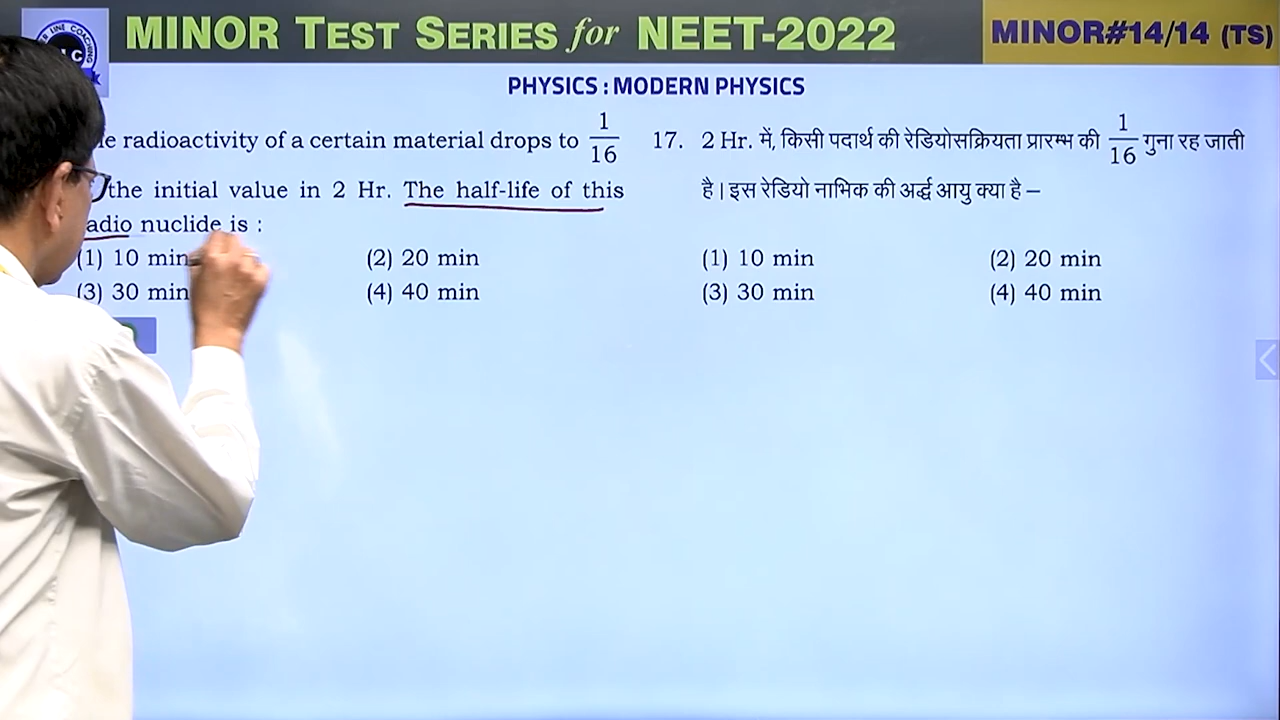 MINOR TEST SERIES for NEET-2022
MINOR#14/14 (TS)
PHYSICS : MODERN PHYSICS
radioactivity of a certain material drops to 1/16
the initial value in 2 Hr. The half-life of this
nuclide is :
(1) 10 min
(2) 20 min
(3) 30 min
(4) 40 min
17. 2 Hr. में, किसी पदार्थ की रेडियोसक्रियता प्रारम्भ की 1/16 गुना रह जाती
है। इस रेडियो नाभिक की अर्द्ध आयु क्या है –
(1) 10 min
(2) 20 min
(3) 30 min
(4) 40 min